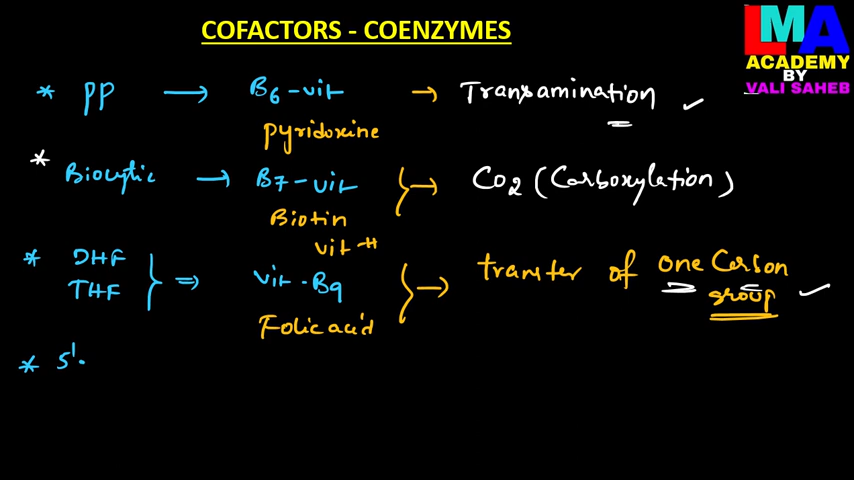 COFACTORS - COENZYMES
LMA
ACADEMY
BY
VALI SAHEB
* PP → B6-vit → Transamination ✓
pyridoxine
* Biocytic → B7-vit } → CO2 (Carboxylation)
Biotin
vit-H
* DHF
THF } ⇒ vit-B9 } → transfer of one Carbon
group ✓
Folic acid
* 5'-